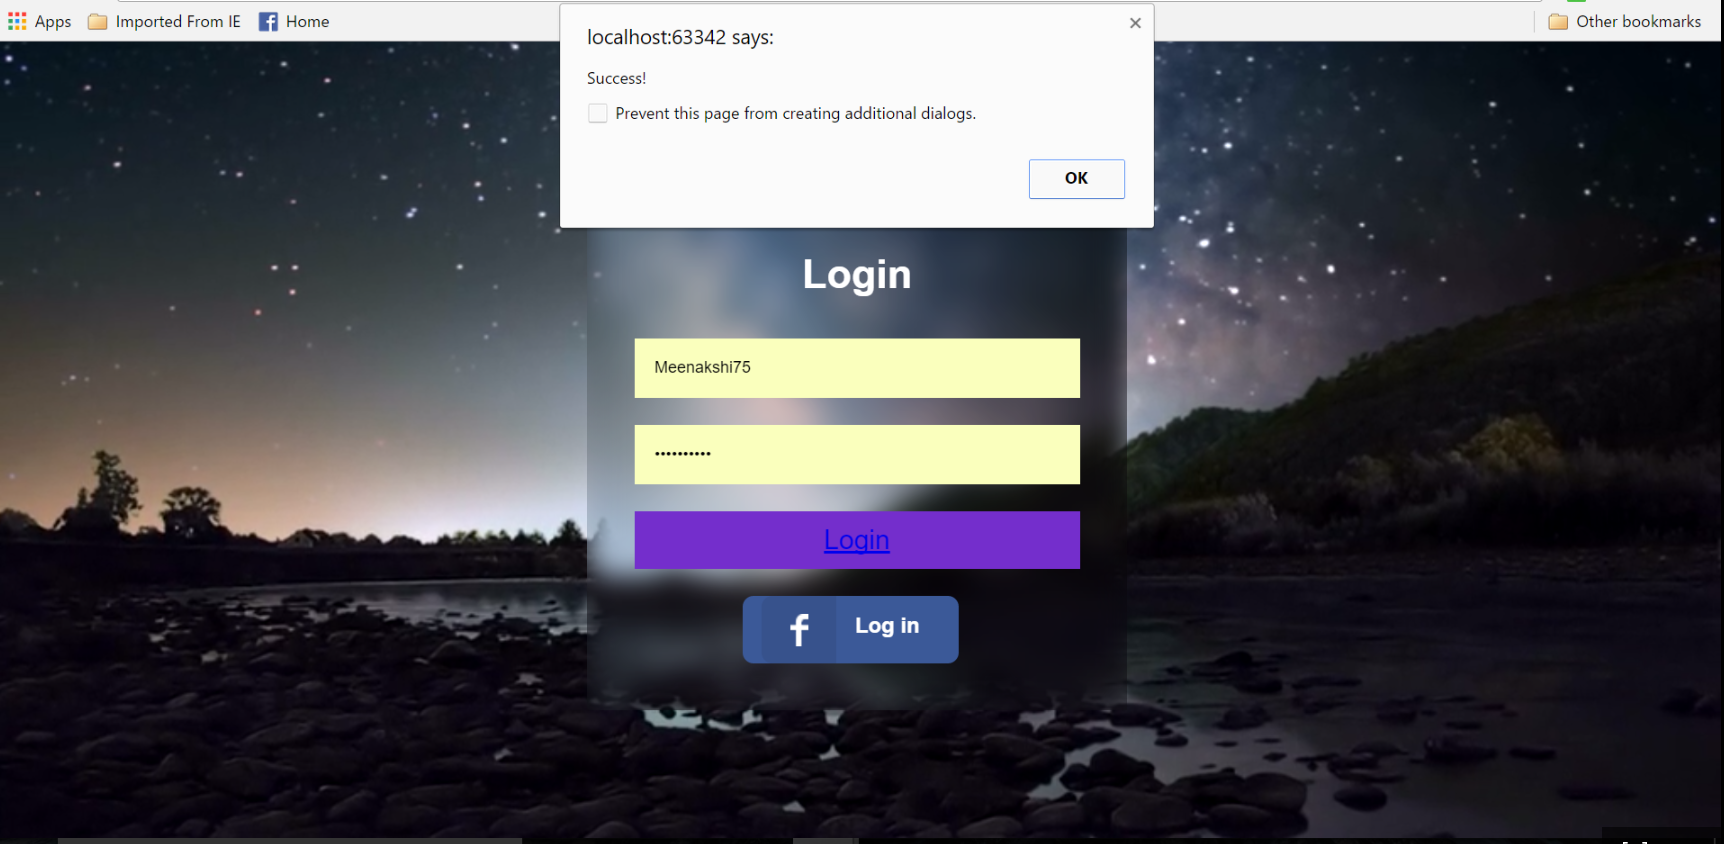 Apps Imported From IE Home Other bookmarks
localhost:63342 says:
Success!
Prevent this page from creating additional dialogs.
OK
Login
Meenakshi75
••••••••••
Login
f Log in